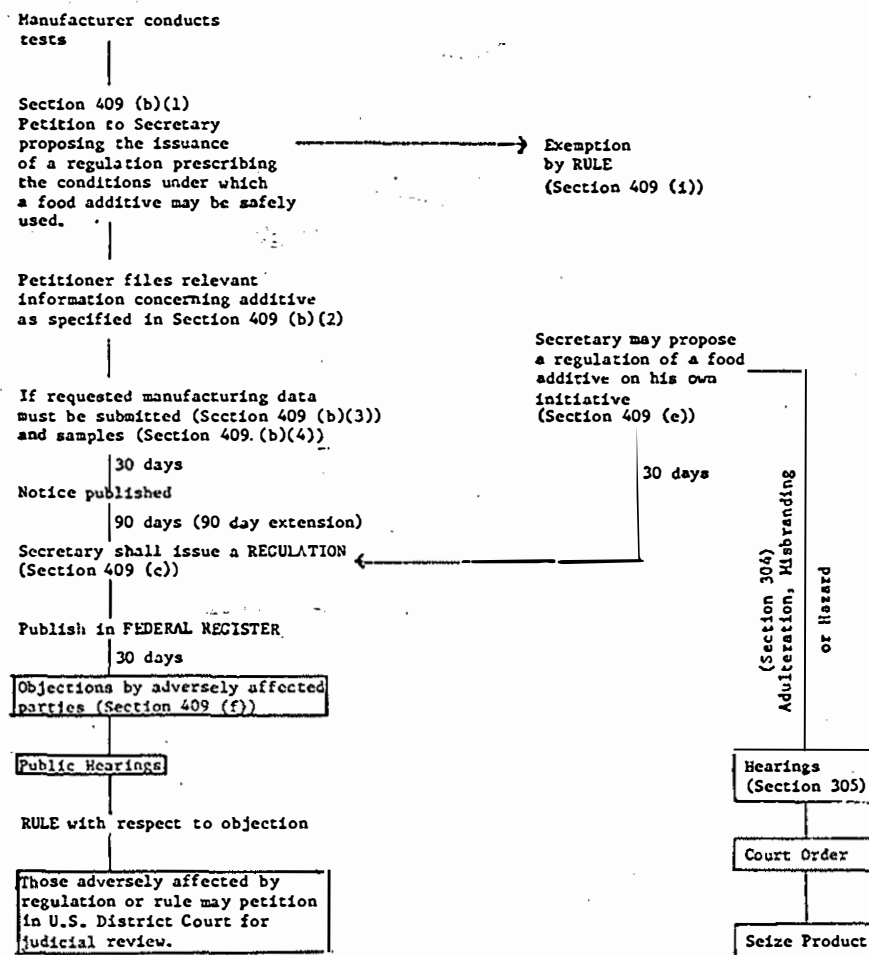 Manufacturer conducts
tests
Section 409 (b)(1)
Petition to Secretary
proposing the issuance
of a regulation prescribing
the conditions under which
a food additive may be safely
used.
Exemption
by RULE
(Section 409 (i))
Petitioner files relevant
information concerning additive
as specified in Section 409 (b)(2)
If requested manufacturing data
must be submitted (Section 409 (b)(3))
and samples (Section 409.(b)(4))
30 days
Notice published
90 days (90 day extension)
Secretary shall issue a REGULATION
(Section 409 (c))
Publish in FEDERAL REGISTER
30 days
Objections by adversely affected
parties (Section 409 (f))
Public Hearings
RULE with respect to objection
Those adversely affected by
regulation or rule may petition
in U.S. District Court for
judicial review.
Secretary may propose
a regulation of a food
additive on his own
initiative
(Section 409 (e))
30 days
(Section 304)
Adulteration, Misbranding
or Hazard
Hearings
(Section 305)
Court Order
Seize Product